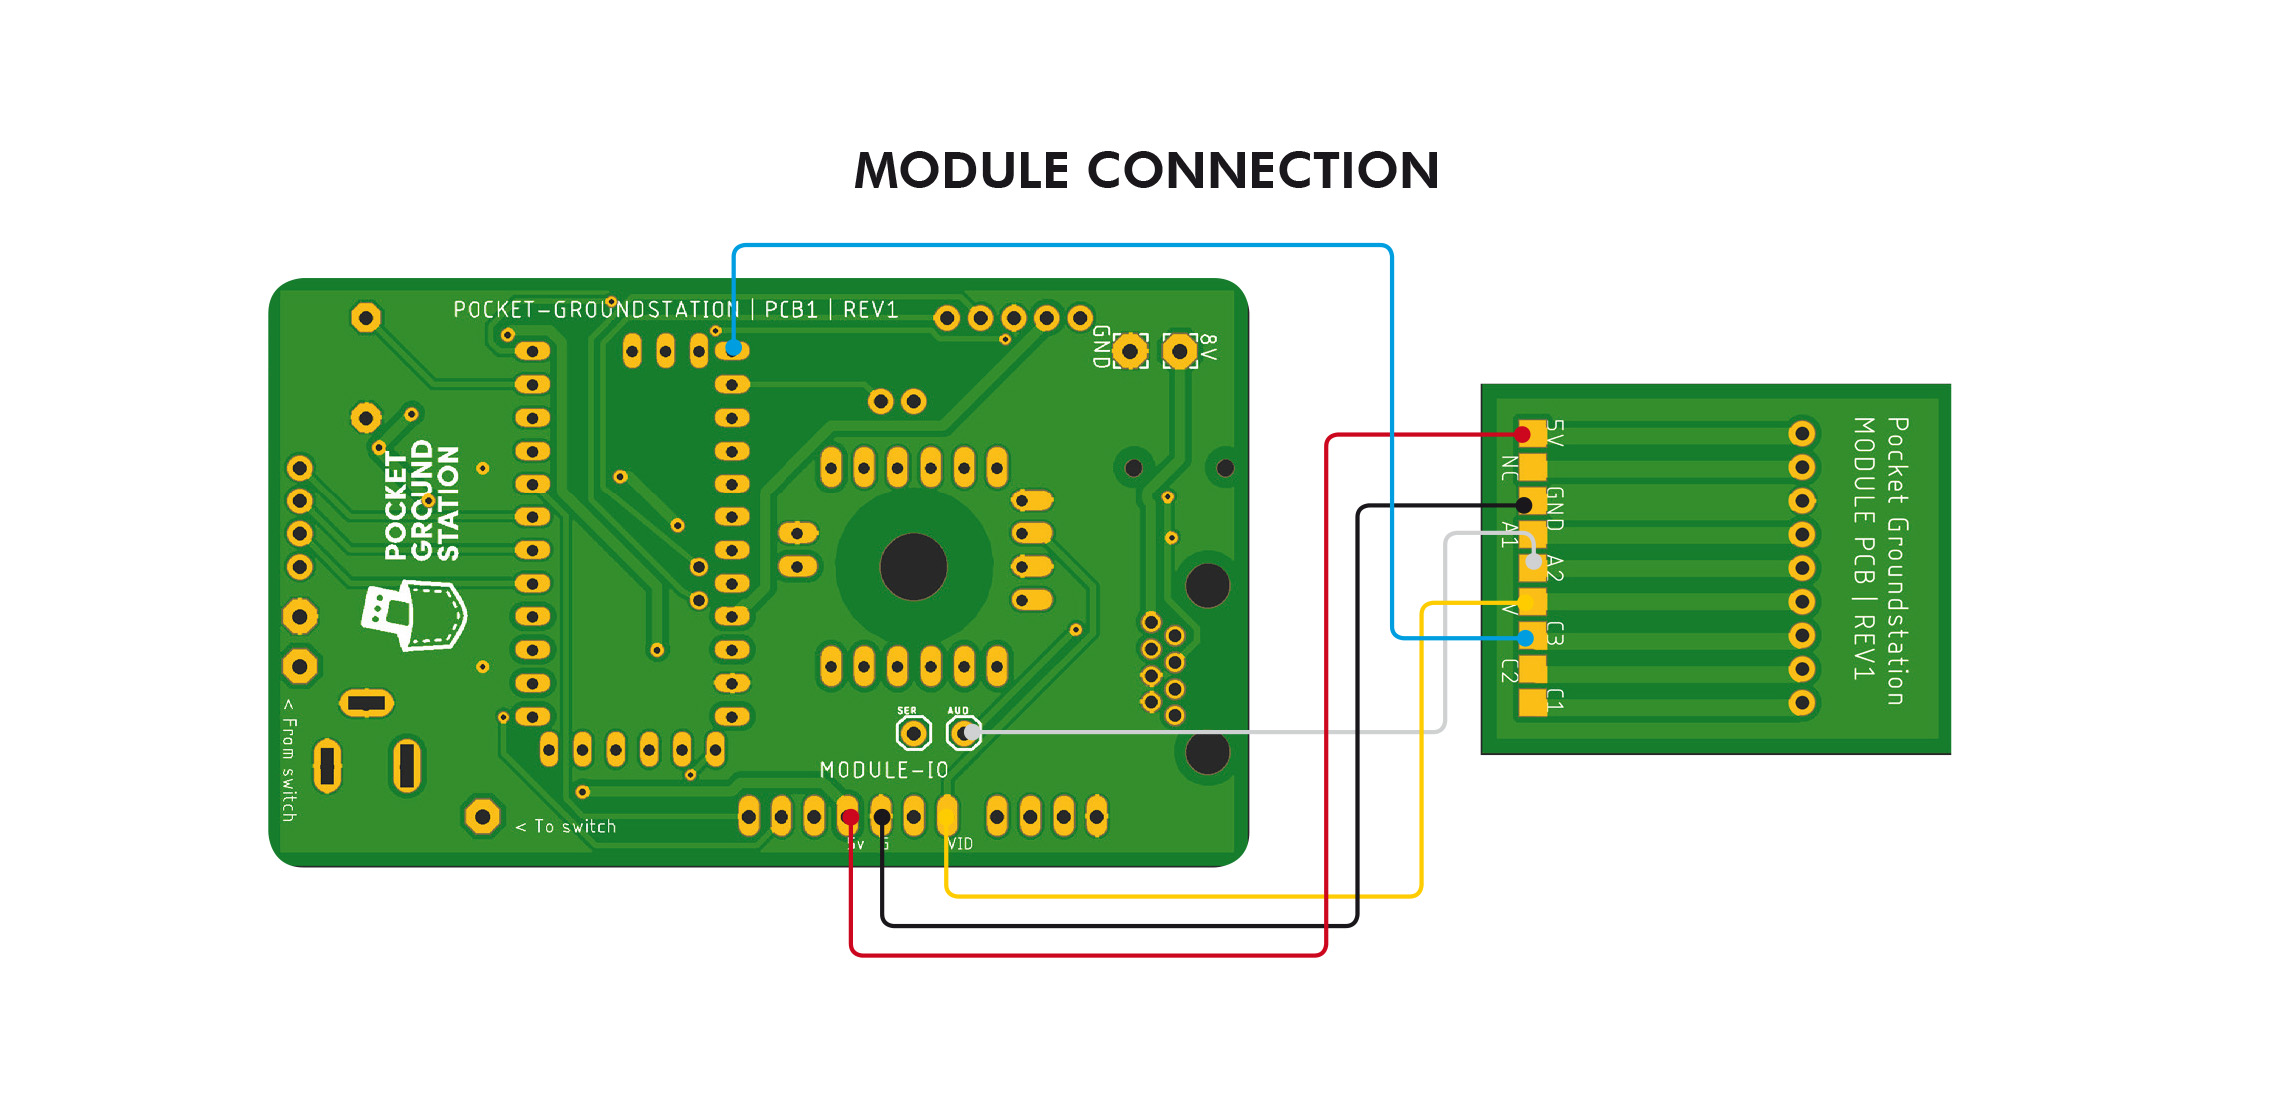 MODULE CONNECTION
POCKET-GROUNDSTATION | PCB1 | REV1
GND
8V
POCKET
GROUND
STATION
< From switch
< To switch
SER
AUD
MODULE-IO
5v
G
VID
5V
NC
GND
A1
A2
V
C3
C2
C1
Pocket Groundstation
MODULE PCB | REV1